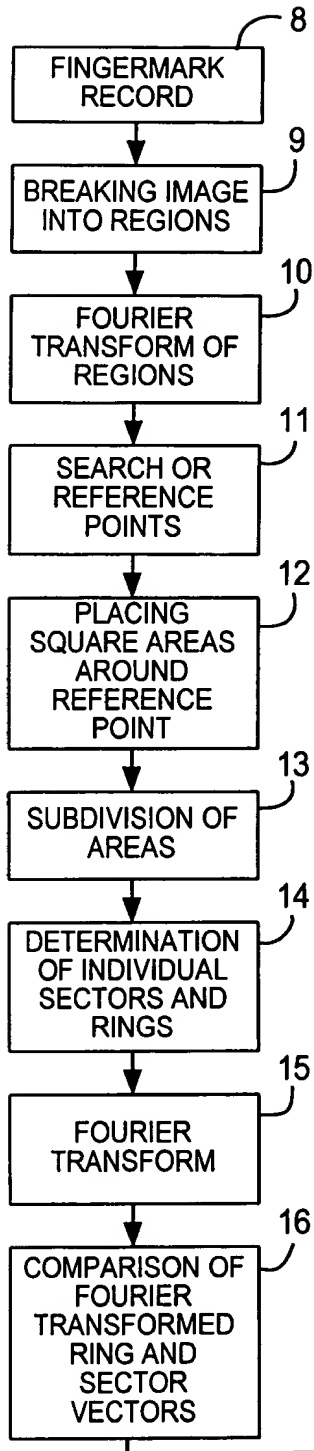 8
FINGERMARK
RECORD
9
BREAKING IMAGE
INTO REGIONS
10
FOURIER
TRANSFORM OF
REGIONS
11
SEARCH OR
REFERENCE
POINTS
12
PLACING
SQUARE AREAS
AROUND
REFERENCE
POINT
13
SUBDIVISION OF
AREAS
14
DETERMINATION
OF INDIVIDUAL
SECTORS AND
RINGS
15
FOURIER
TRANSFORM
16
COMPARISON OF
FOURIER
TRANSFORMED
RING AND
SECTOR
VECTORS